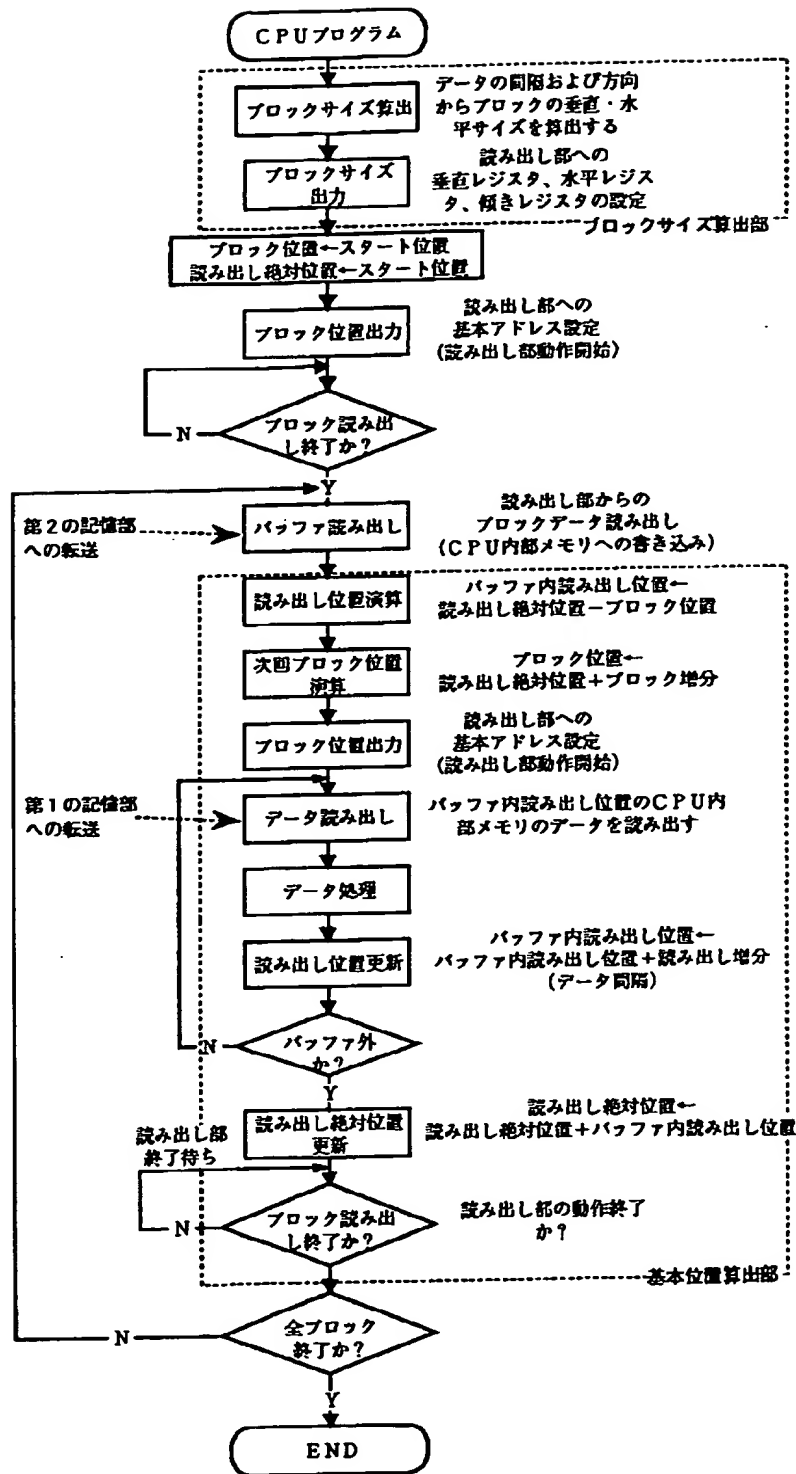 CPUプログラム
ブロックサイズ算出
データの間隔および方向
からブロックの垂直・水
平サイズを算出する
ブロックサイズ
出力
読み出し部への
垂直レジスタ、水平レジス
タ、傾きレジスタの設定
ブロックサイズ算出部
ブロック位置←スタート位置
読み出し絶対位置←スタート位置
ブロック位置出力
読み出し部への
基本アドレス設定
(読み出し部動作開始)
ブロック読み出
し終了か?
N
Y
第2の記憶部
への転送
バッファ読み出し
読み出し部からの
ブロックデータ読み出し
(CPU内部メモリへの書き込み)
読み出し位置演算
バッファ内読み出し位置←
読み出し絶対位置-ブロック位置
次回ブロック位置
演算
ブロック位置←
読み出し絶対位置+ブロック増分
ブロック位置出力
読み出し部への
基本アドレス設定
(読み出し部動作開始)
第1の記憶部
への転送
データ読み出し
バッファ内読み出し位置のCPU内
部メモリのデータを読み出す
データ処理
読み出し位置更新
バッファ内読み出し位置←
バッファ内読み出し位置+読み出し増分
(データ間隔)
バッファ外
か?
N
Y
読み出し絶対位置
更新
読み出し絶対位置←
読み出し絶対位置+バッファ内読み出し位置
読み出し部
終了待ち
ブロック読み出
し終了か?
N
読み出し部の動作終了
か?
基本位置算出部
全ブロック
終了か?
N
Y
END